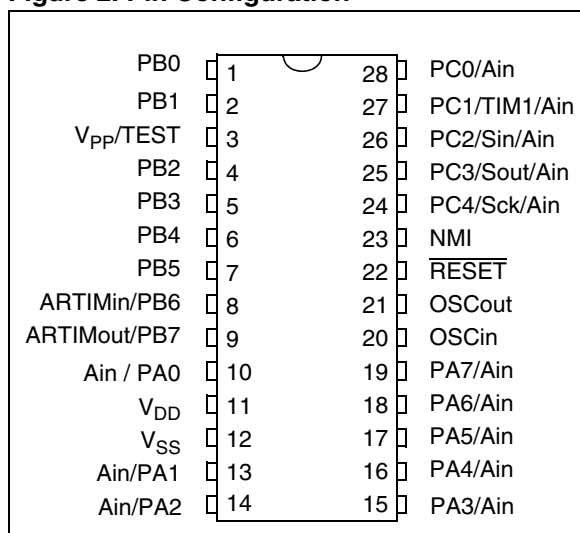 PB0 1 28 PC0/Ain
PB1 2 27 PC1/TIM1/Ain
VPP/TEST 3 26 PC2/Sin/Ain
PB2 4 25 PC3/Sout/Ain
PB3 5 24 PC4/Sck/Ain
PB4 6 23 NMI
PB5 7 22 RESET
ARTIMin/PB6 8 21 OSCout
ARTIMout/PB7 9 20 OSCin
Ain / PA0 10 19 PA7/Ain
VDD 11 18 PA6/Ain
VSS 12 17 PA5/Ain
Ain/PA1 13 16 PA4/Ain
Ain/PA2 14 15 PA3/Ain